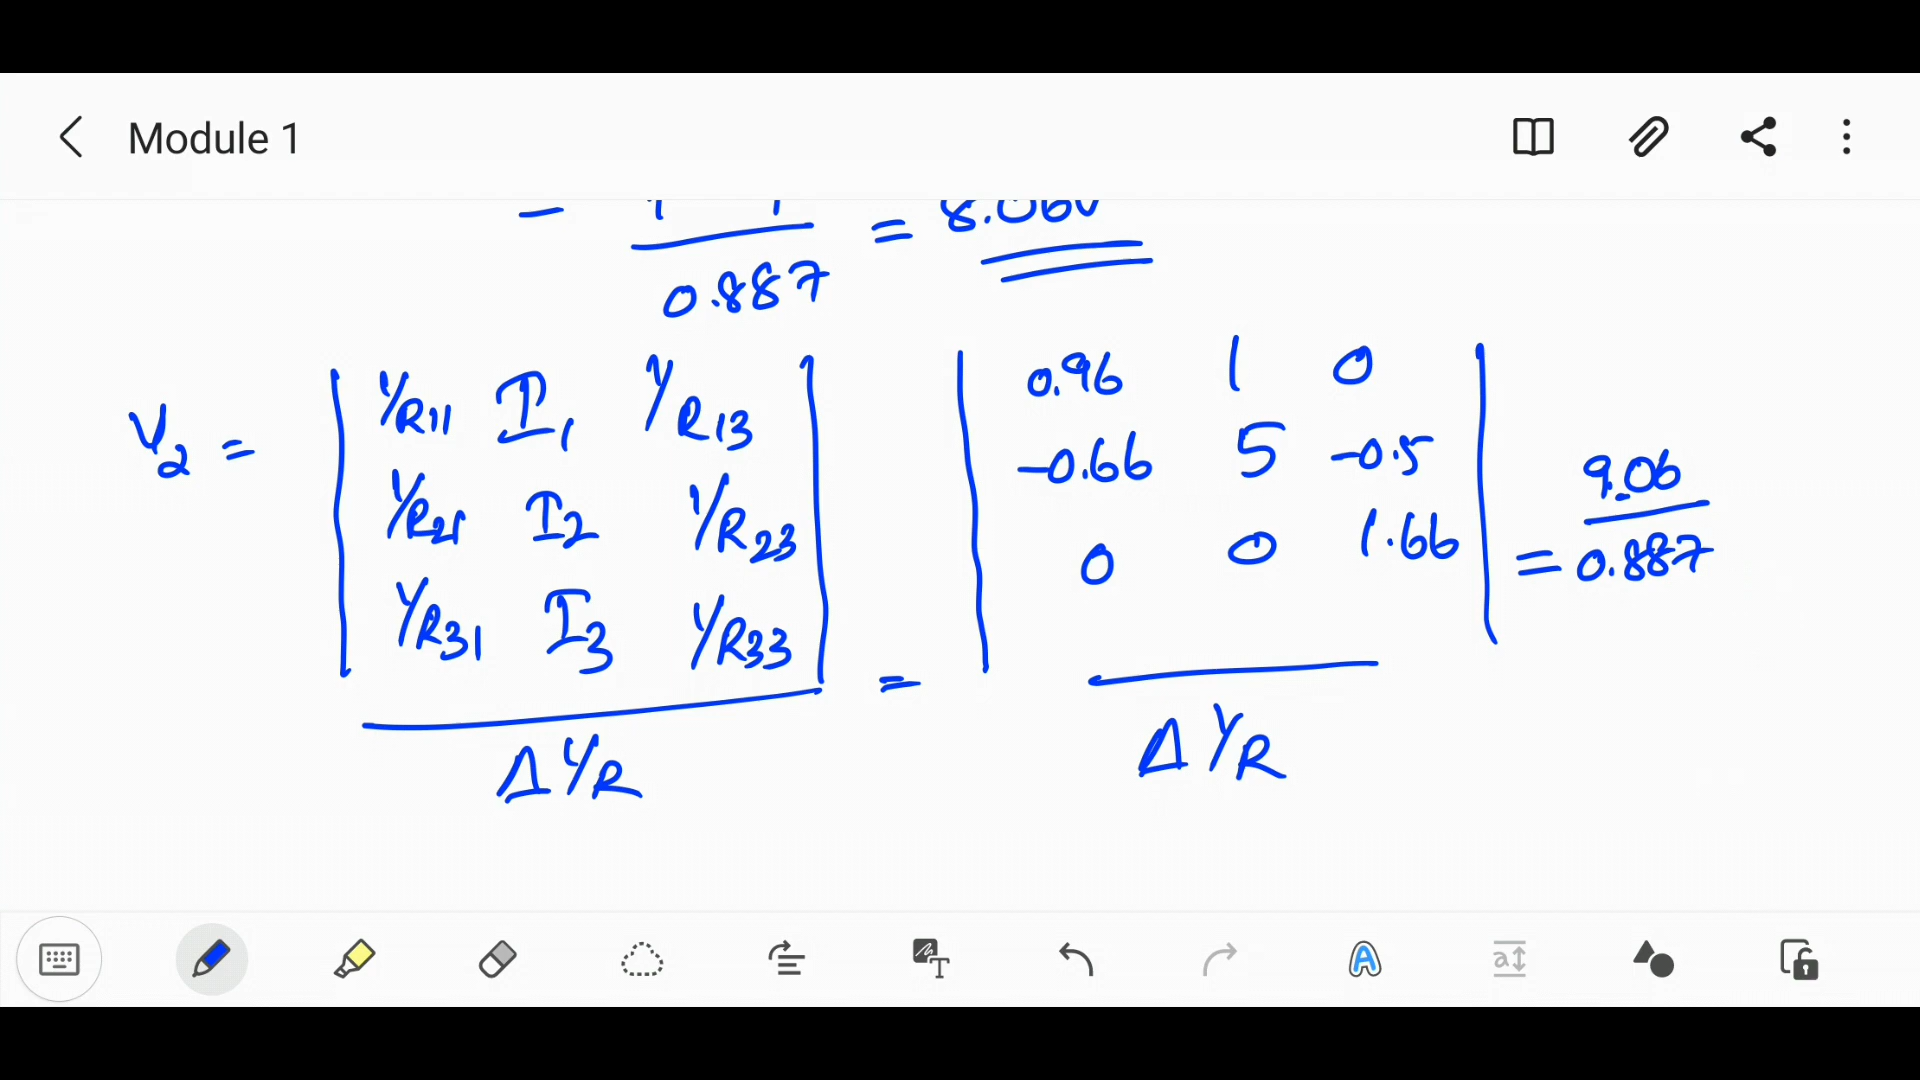 Module 1
= 8.06V
0.887
V2 = | 1/R11 I1 1/R13 | | 0.96 1 0 |
| 1/R21 I2 1/R23 | | -0.66 5 -0.5 | 9.06
| 1/R31 I3 1/R33 | = | 0 0 1.66 | = 0.887
Δ 1/R Δ 1/R